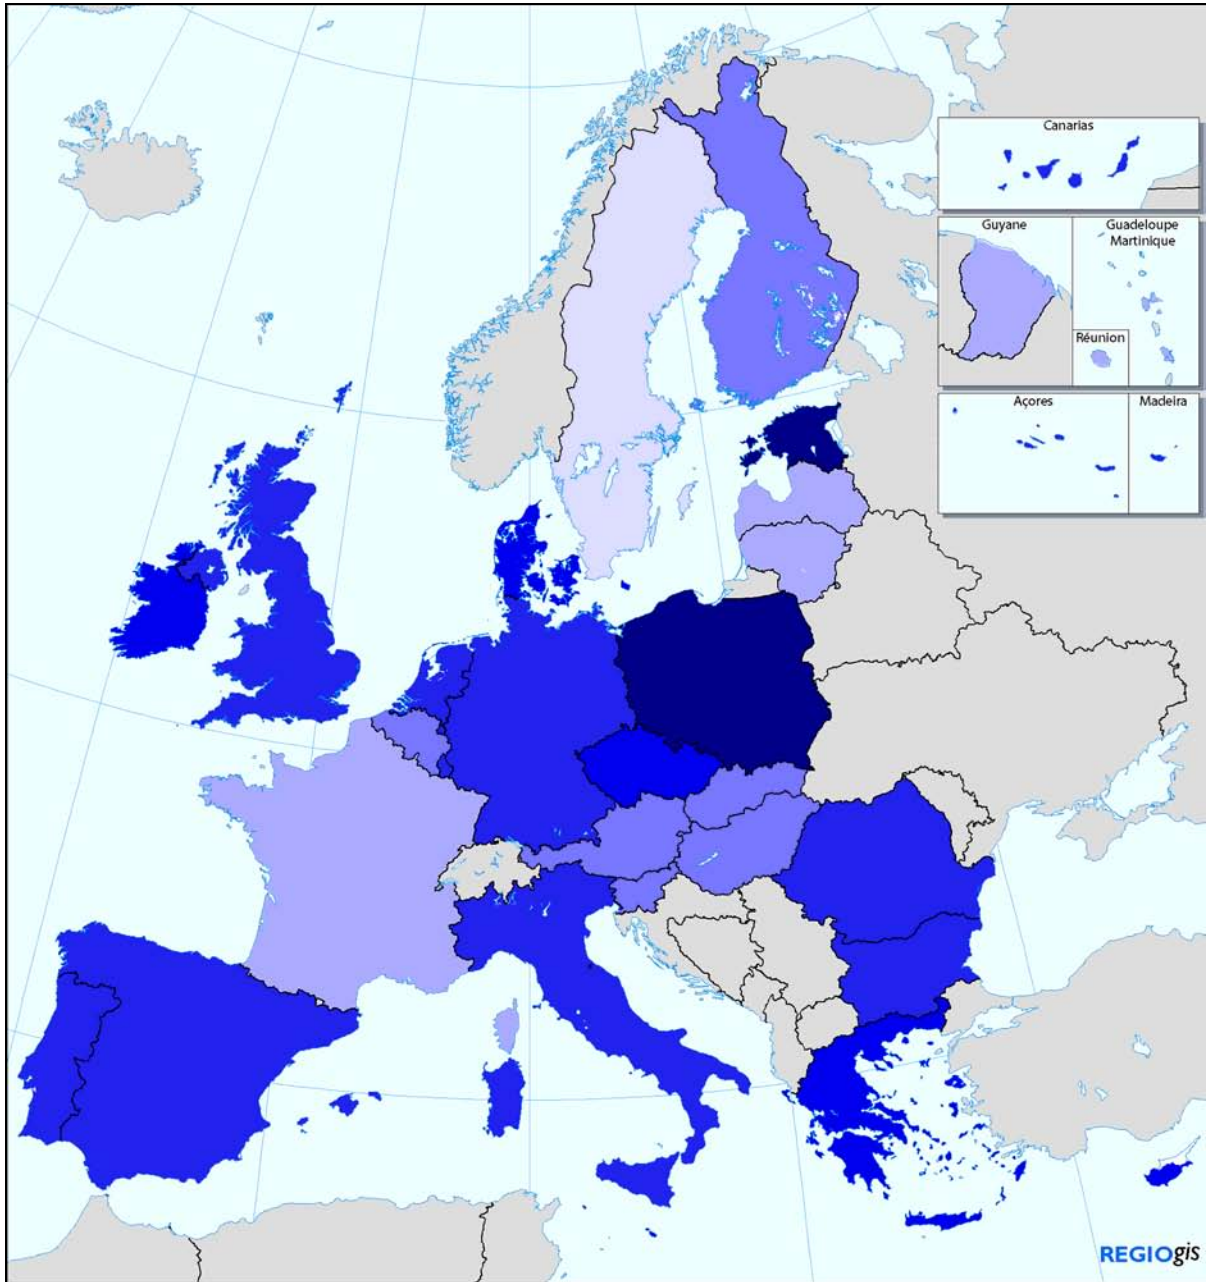 Canarias
Guyane
Guadeloupe
Martinique
Réunion
Açores
Madeira
REGIOgis